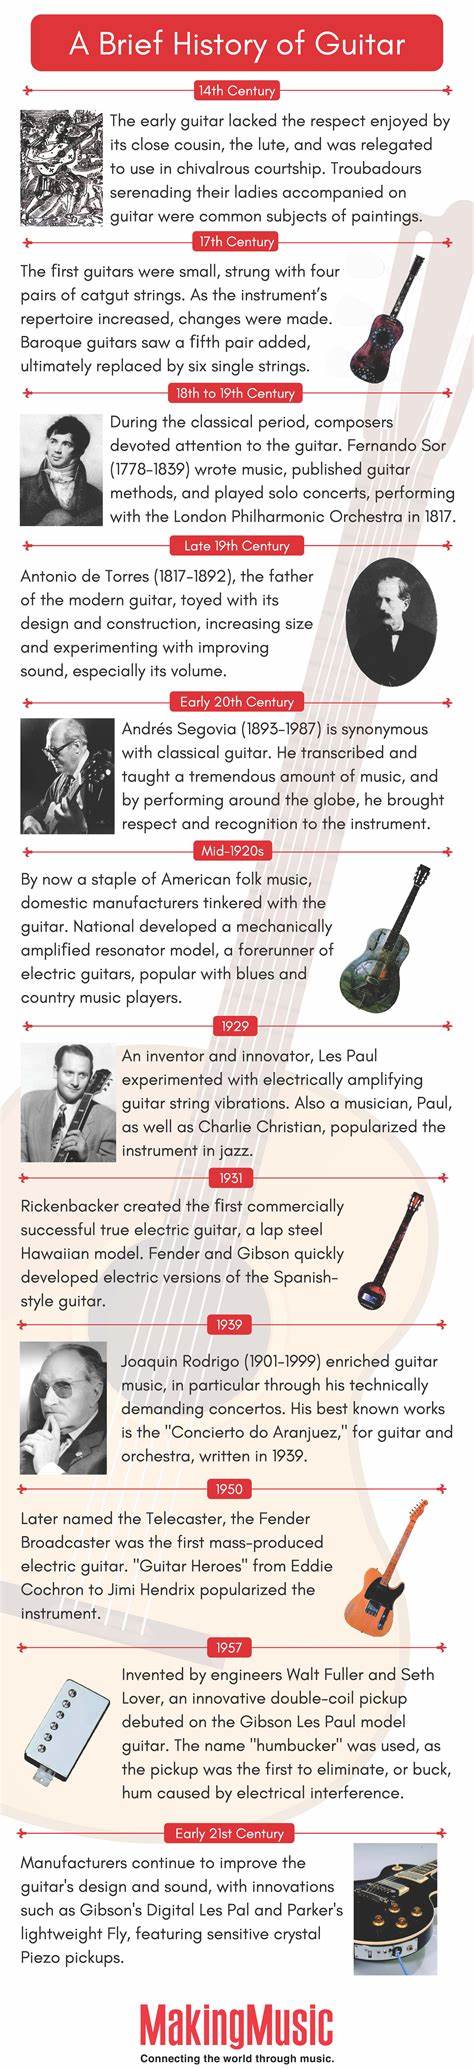 A Brief History of Guitar
14th Century
The early guitar lacked the respect enjoyed by
its close cousin, the lute, and was relegated
to use in chivalrous courtship. Troubadours
serenading their ladies accompanied on
guitar were common subjects of paintings.
17th Century
The first guitars were small, strung with four
pairs of catgut strings. As the instrument's
repertoire increased, changes were made.
Baroque guitars saw a fifth pair added,
ultimately replaced by six single strings.
18th to 19th Century
During the classical period, composers
devoted attention to the guitar. Fernando Sor
(1778-1839) wrote music, published guitar
methods, and played solo concerts, performing
with the London Philharmonic Orchestra in 1817.
Late 19th Century
Antonio de Torres (1817-1892), the father
of the modern guitar, toyed with its
design and construction, increasing size
and experimenting with improving
sound, especially its volume.
Early 20th Century
Andrés Segovia (1893-1987) is synonymous
with classical guitar. He transcribed and
taught a tremendous amount of music, and
by performing around the globe, he brought
respect and recognition to the instrument.
Mid-1920s
By now a staple of American folk music,
domestic manufacturers tinkered with the
guitar. National developed a mechanically
amplified resonator model, a forerunner of
electric guitars, popular with blues and
country music players.
1929
An inventor and innovator, Les Paul
experimented with electrically amplifying
guitar string vibrations. Also a musician, Paul,
as well as Charlie Christian, popularized the
instrument in jazz.
1931
Rickenbacker created the first commercially
successful true electric guitar, a lap steel
Hawaiian model. Fender and Gibson quickly
developed electric versions of the Spanish-
style guitar.
1939
Joaquin Rodrigo (1901-1999) enriched guitar
music, in particular through his technically
demanding concertos. His best known works
is the "Concierto do Aranjuez," for guitar and
orchestra, written in 1939.
1950
Later named the Telecaster, the Fender
Broadcaster was the first mass-produced
electric guitar. "Guitar Heroes" from Eddie
Cochron to Jimi Hendrix popularized the
instrument.
1957
Invented by engineers Walt Fuller and Seth
Lover, an innovative double-coil pickup
debuted on the Gibson Les Paul model
guitar. The name "humbucker" was used, as
the pickup was the first to eliminate, or buck,
hum caused by electrical interference.
Early 21st Century
Manufacturers continue to improve the
guitar's design and sound, with innovations
such as Gibson's Digital Les Pal and Parker's
lightweight Fly, featuring sensitive crystal
Piezo pickups.
MakingMusic
Connecting the world through music.